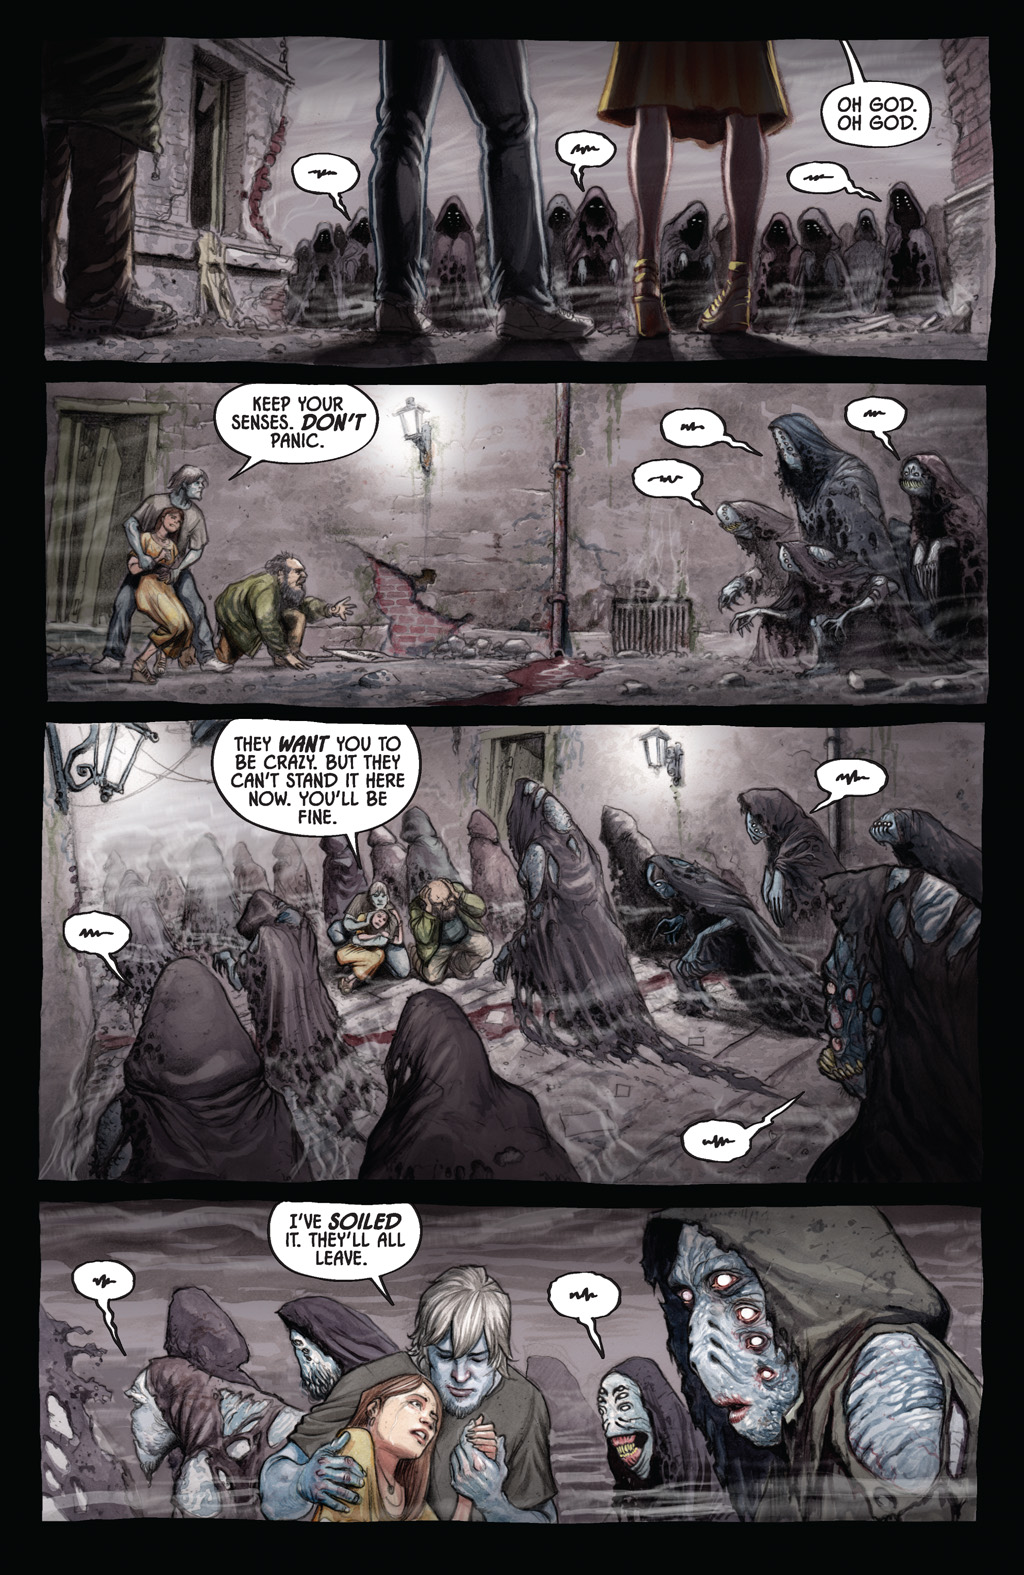 OH GOD.
OH GOD.
KEEP YOUR
SENSES. DON'T
PANIC.
THEY WANT YOU TO
BE CRAZY. BUT THEY
CAN'T STAND IT HERE
NOW. YOU'LL BE
FINE.
I'VE SOILED
IT. THEY'LL ALL
LEAVE.